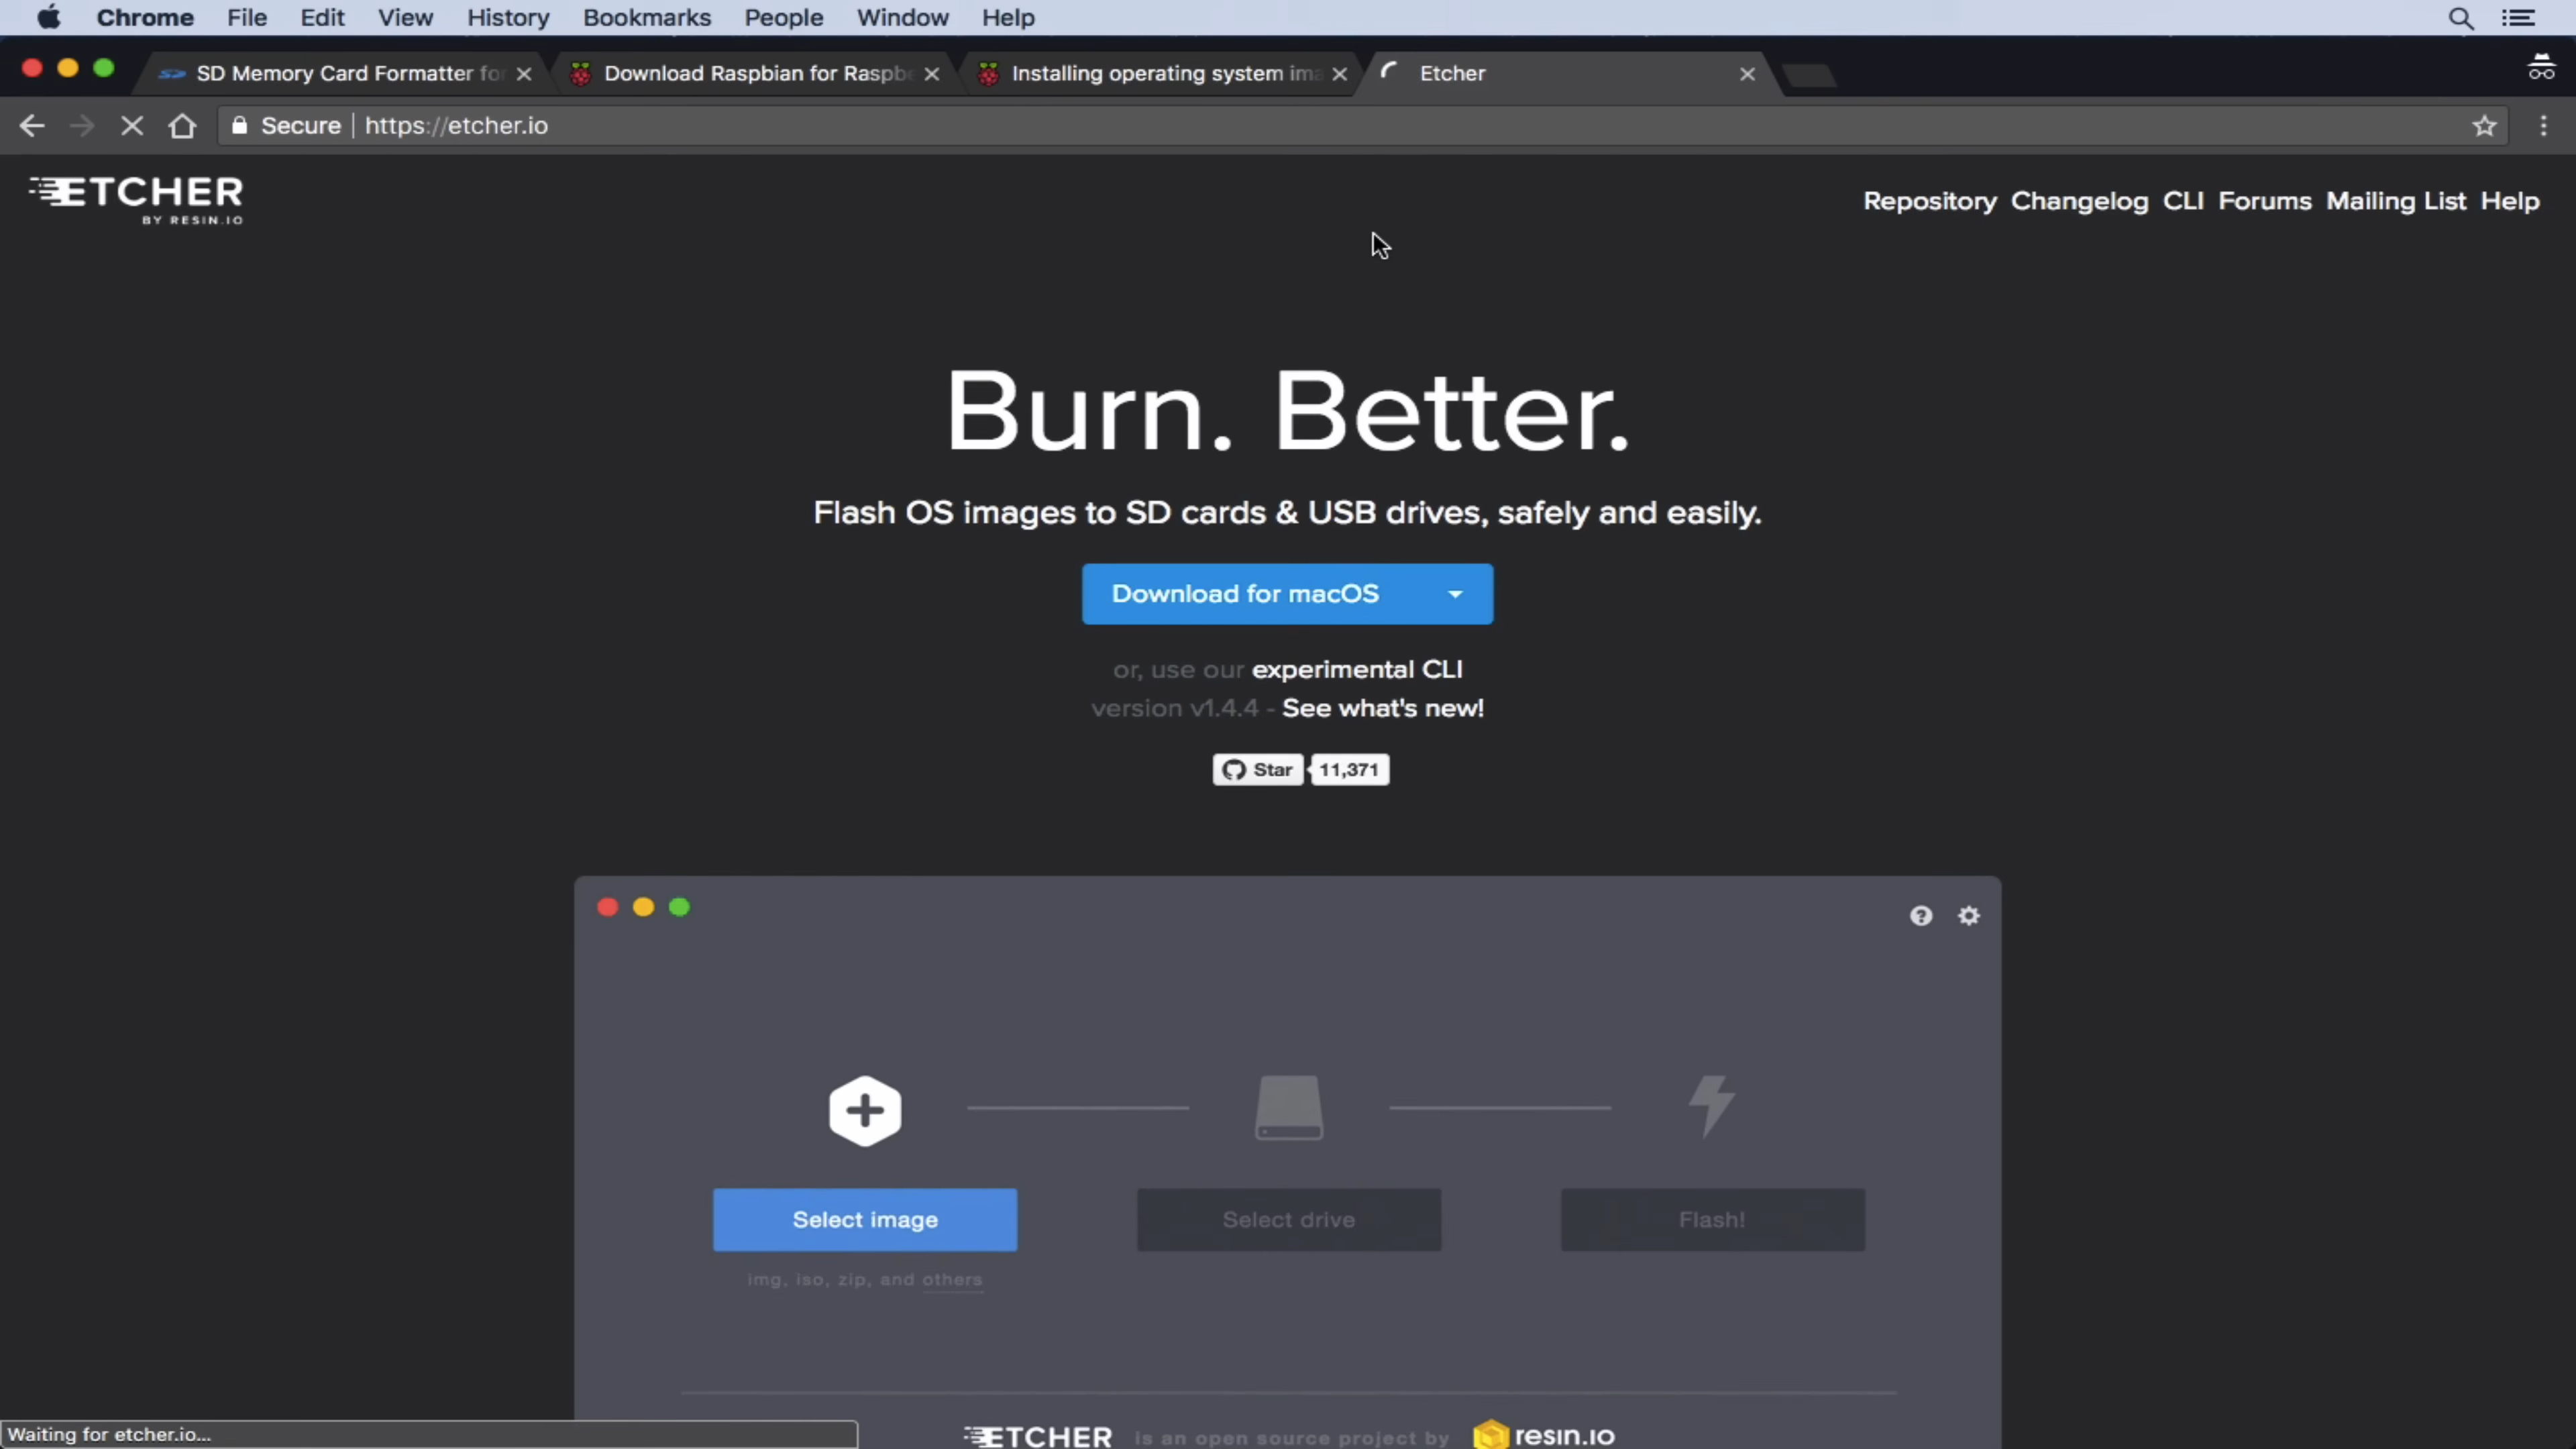 Chrome File Edit View History Bookmarks People Window Help
SD Memory Card Formatter for Download Raspbian for Raspbe Installing operating system ima Etcher
Secure https://etcher.io
ETCHER
BY RESIN.IO
Repository Changelog CLI Forums Mailing List Help
Burn. Better.
Flash OS images to SD cards & USB drives, safely and easily.
Download for macOS
or, use our experimental CLI
version v1.4.4 - See what's new!
Star 11,371
Select image Select drive Flash!
img, iso, zip, and others
Waiting for etcher.io...
ETCHER is an open source project by resin.io